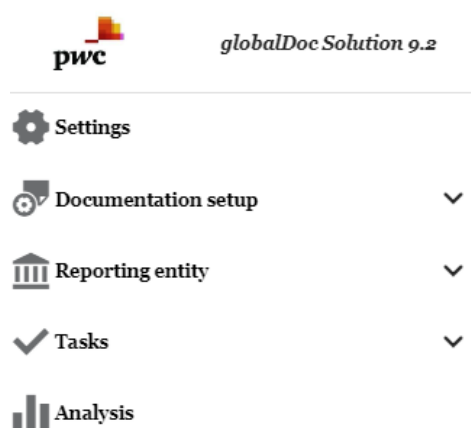 pwc
globalDoc Solution 9.2
Settings
Documentation setup
Reporting entity
Tasks
Analysis